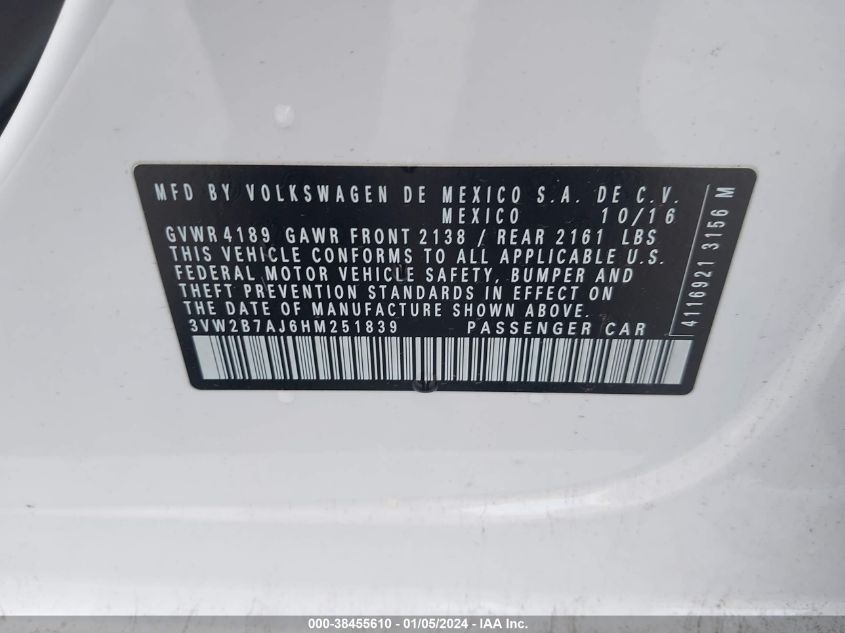 MFD BY VOLKSWAGEN DE MEXICO S.A. DE C.V.
MEXICO 10/16
GVWR 4189 GAWR FRONT 2138 / REAR 2161 LBS
THIS VEHICLE CONFORMS TO ALL APPLICABLE U.S.
FEDERAL MOTOR VEHICLE SAFETY, BUMPER AND
THEFT PREVENTION STANDARDS IN EFFECT ON
THE DATE OF MANUFACTURE SHOWN ABOVE.
3VW2B7AJ6HM251839 PASSENGER CAR
4116921 3156 M
000-38455610 - 01/05/2024 - IAA Inc.